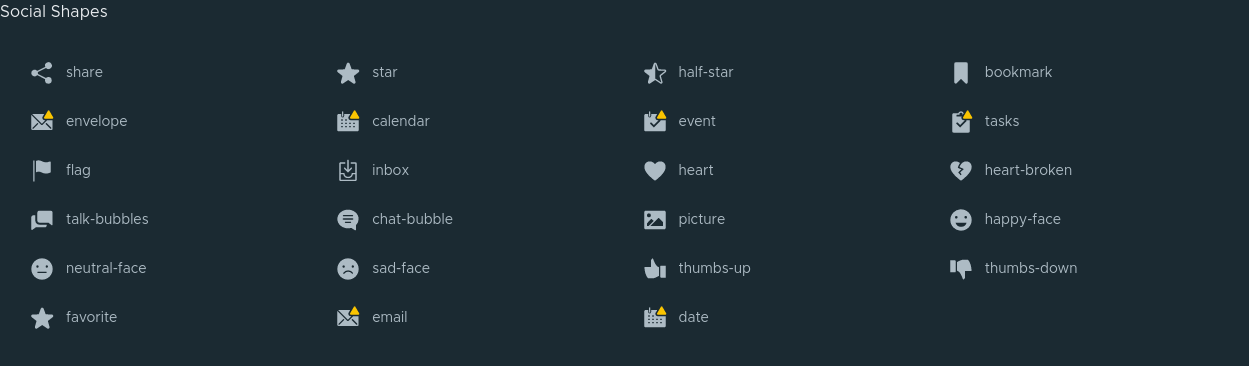 Social Shapes
share star half-star bookmark
envelope calendar event tasks
flag inbox heart heart-broken
talk-bubbles chat-bubble picture happy-face
neutral-face sad-face thumbs-up thumbs-down
favorite email date